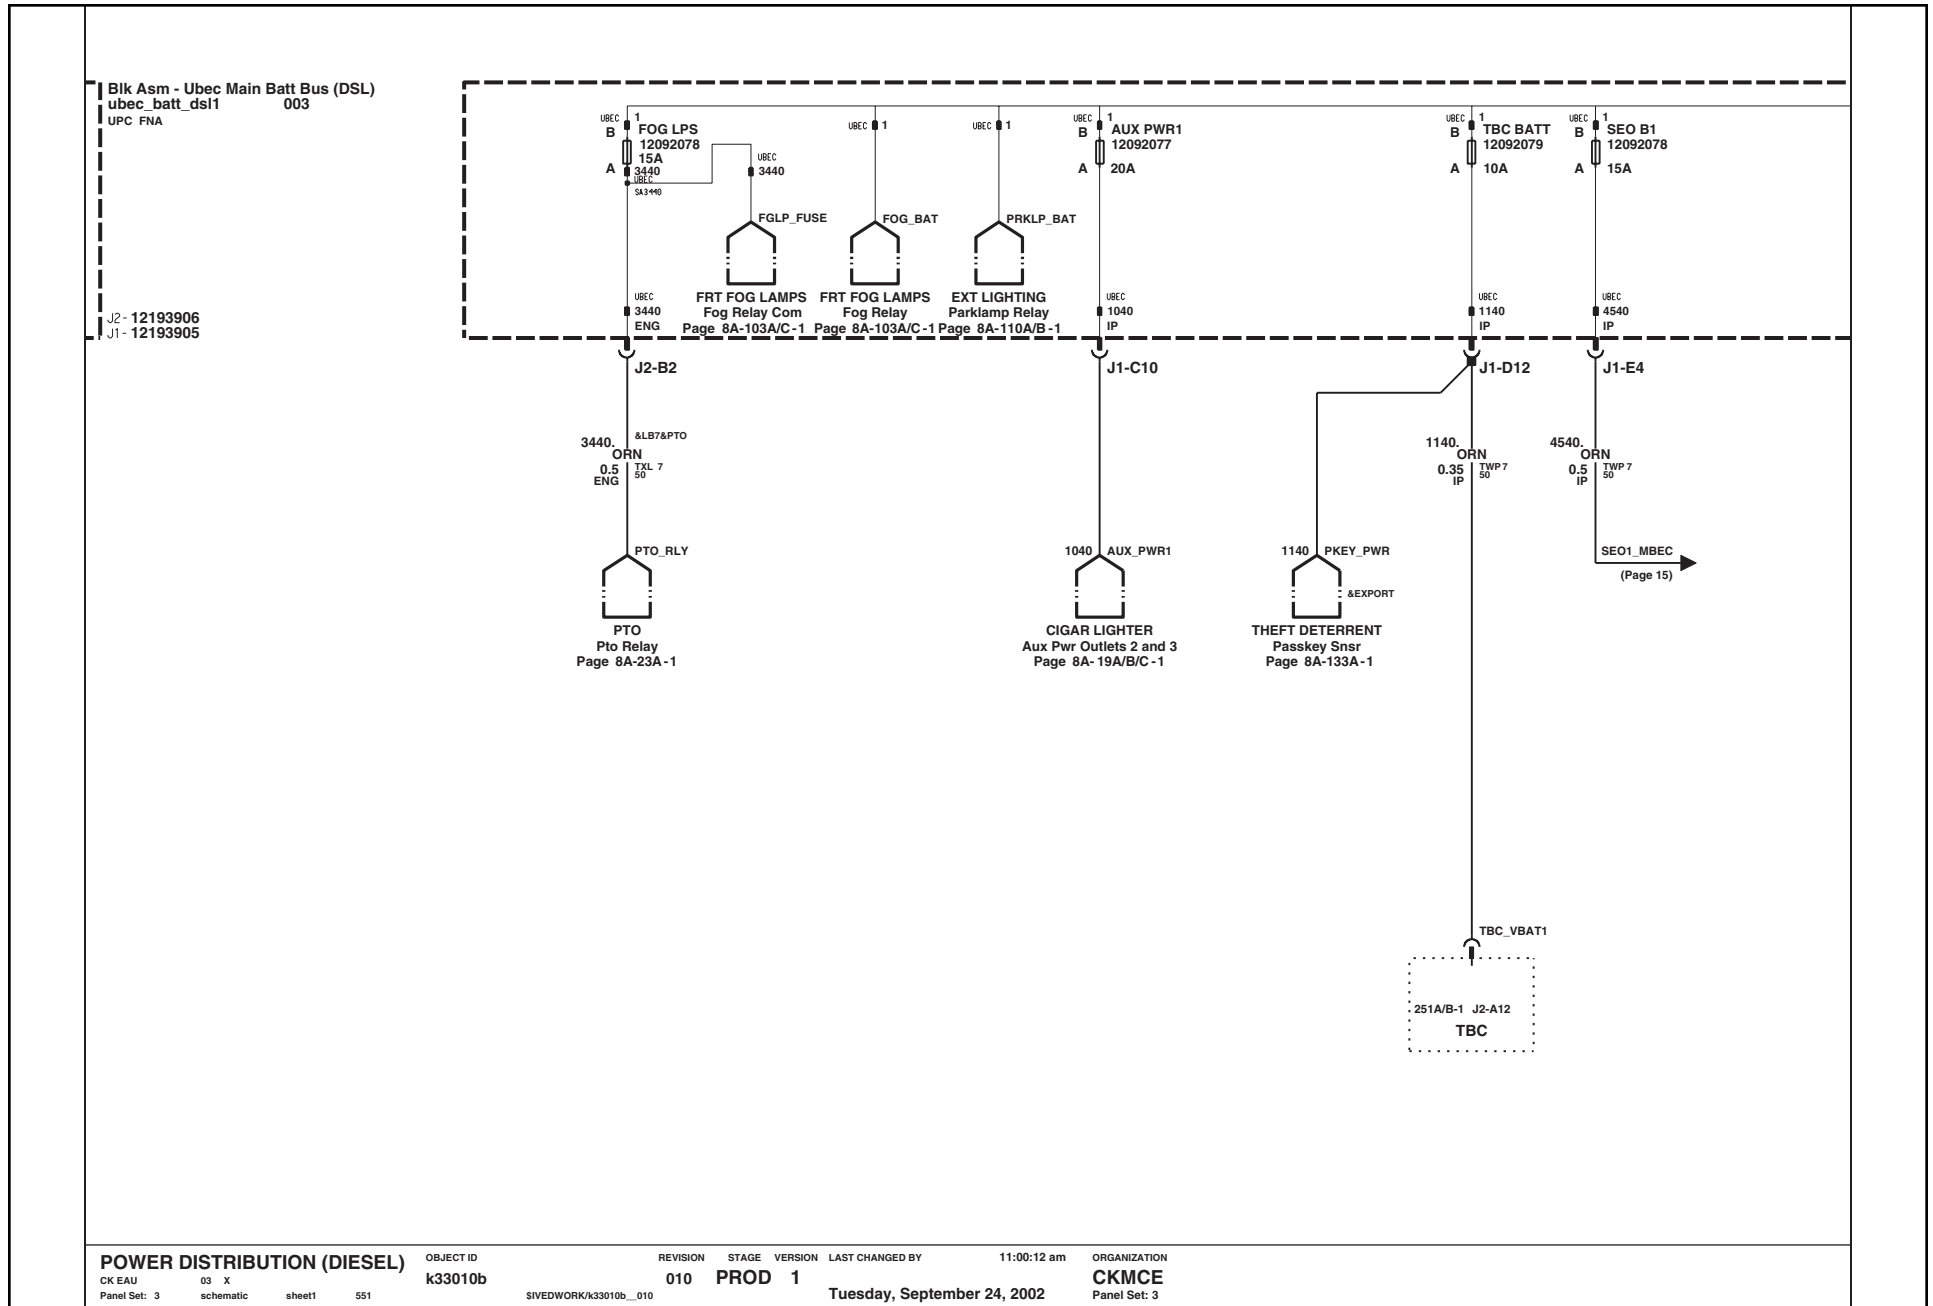 Blk Asm - Ubec Main Batt Bus (DSL)
ubec_batt_dsl1 003
UPC FNA
J2- 12193906
J1- 12193905
UBEC 1
B FOG LPS
12092078
15A
A 3440
UBEC
SA3440
UBEC
3440
FGLP_FUSE
UBEC 1
FOG_BAT
UBEC 1
PRKLP_BAT
UBEC 1
B AUX PWR1
12092077
A 20A
UBEC 1
B TBC BATT
12092079
A 10A
UBEC 1
B SEO B1
12092078
A 15A
UBEC
3440
ENG
FRT FOG LAMPS
Fog Relay Com
Page 8A-103A/C-1
FRT FOG LAMPS
Fog Relay
Page 8A-103A/C-1
EXT LIGHTING
Parklamp Relay
Page 8A-110A/B-1
UBEC
1040
IP
UBEC
1140
IP
UBEC
4540
IP
J2-B2
J1-C10
J1-D12
J1-E4
3440. &LB7&PTO
ORN
0.5 TXL 7
ENG 50
1140.
ORN
0.35 TWP 7
IP 50
4540.
ORN
0.5 TWP 7
IP 50
PTO_RLY
PTO
Pto Relay
Page 8A-23A-1
1040 AUX_PWR1
CIGAR LIGHTER
Aux Pwr Outlets 2 and 3
Page 8A-19A/B/C-1
1140 PKEY_PWR
&EXPORT
THEFT DETERRENT
Passkey Snsr
Page 8A-133A-1
SEO1_MBEC
(Page 15)
TBC_VBAT1
251A/B-1 J2-A12
TBC
POWER DISTRIBUTION (DIESEL)
CK EAU 03 X
Panel Set: 3 schematic sheet1 551
OBJECT ID
k33010b
$IVEDWORK/k33010b__010
REVISION STAGE VERSION LAST CHANGED BY 11:00:12 am
010 PROD 1
Tuesday, September 24, 2002
ORGANIZATION
CKMCE
Panel Set: 3